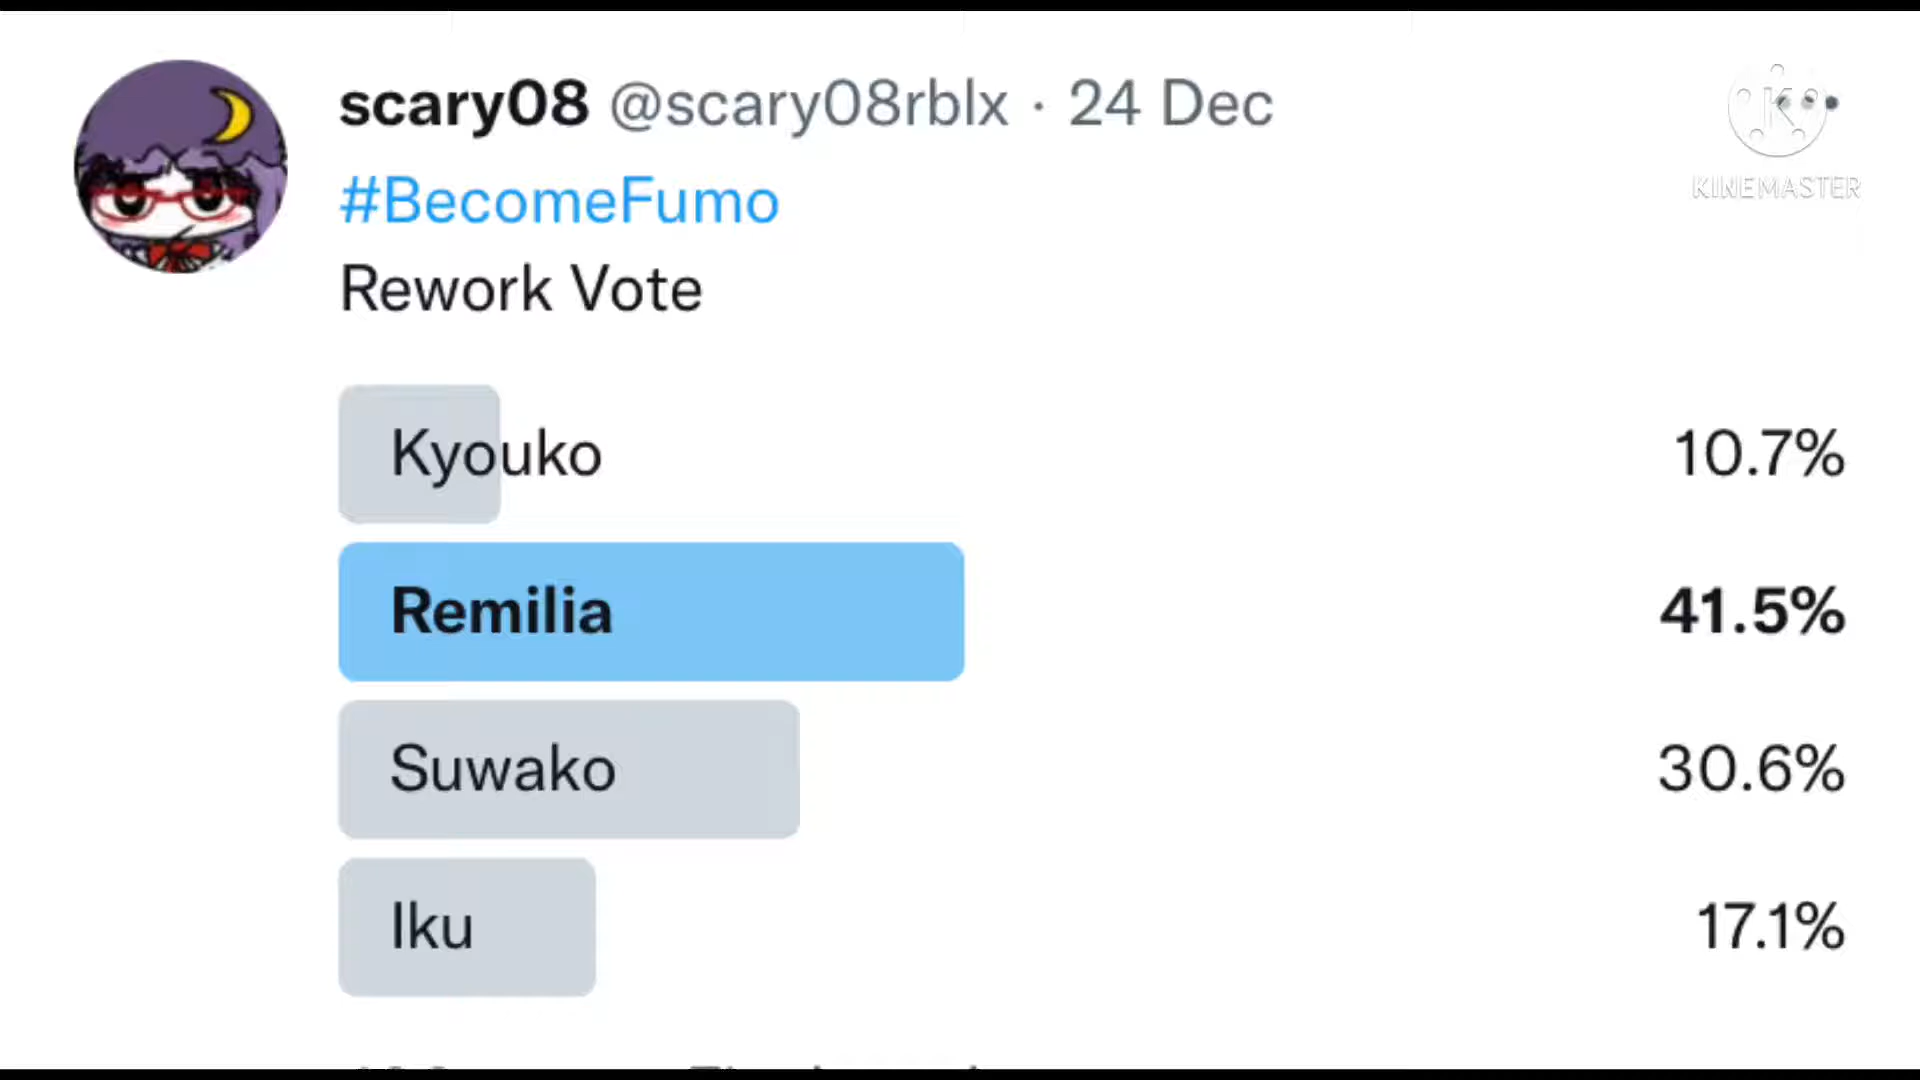 scary08 @scary08rblx · 24 Dec
#BecomeFumo
Rework Vote
Kyouko 10.7%
Remilia 41.5%
Suwako 30.6%
Iku 17.1%
K
KINEMASTER